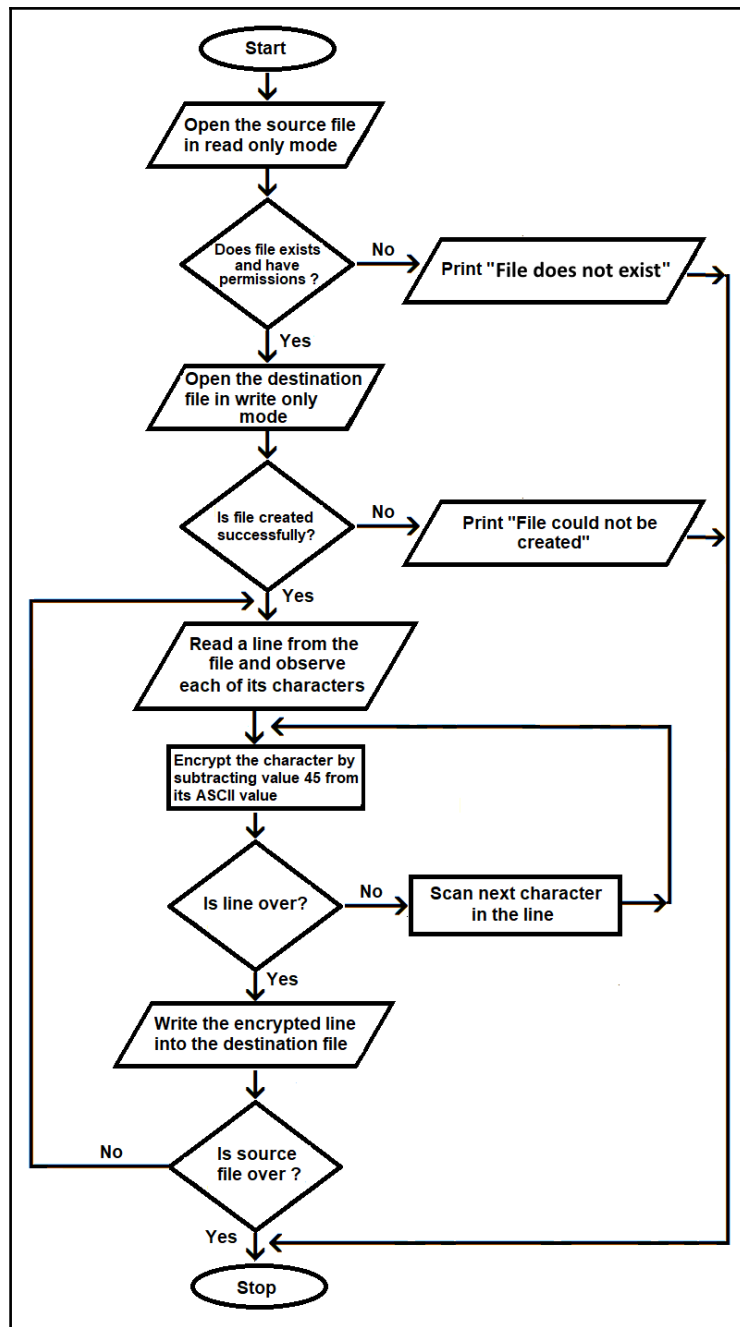 Start
Open the source file
in read only mode
Does file exists
and have
permissions ?
No
Print "File does not exist"
Yes
Open the destination
file in write only
mode
Is file created
successfully?
No
Print "File could not be
created"
Yes
Read a line from the
file and observe
each of its characters
Encrypt the character by
subtracting value 45 from
its ASCII value
Is line over?
No
Scan next character
in the line
Yes
Write the encrypted line
into the destination file
Is source
file over ?
No
Yes
Stop